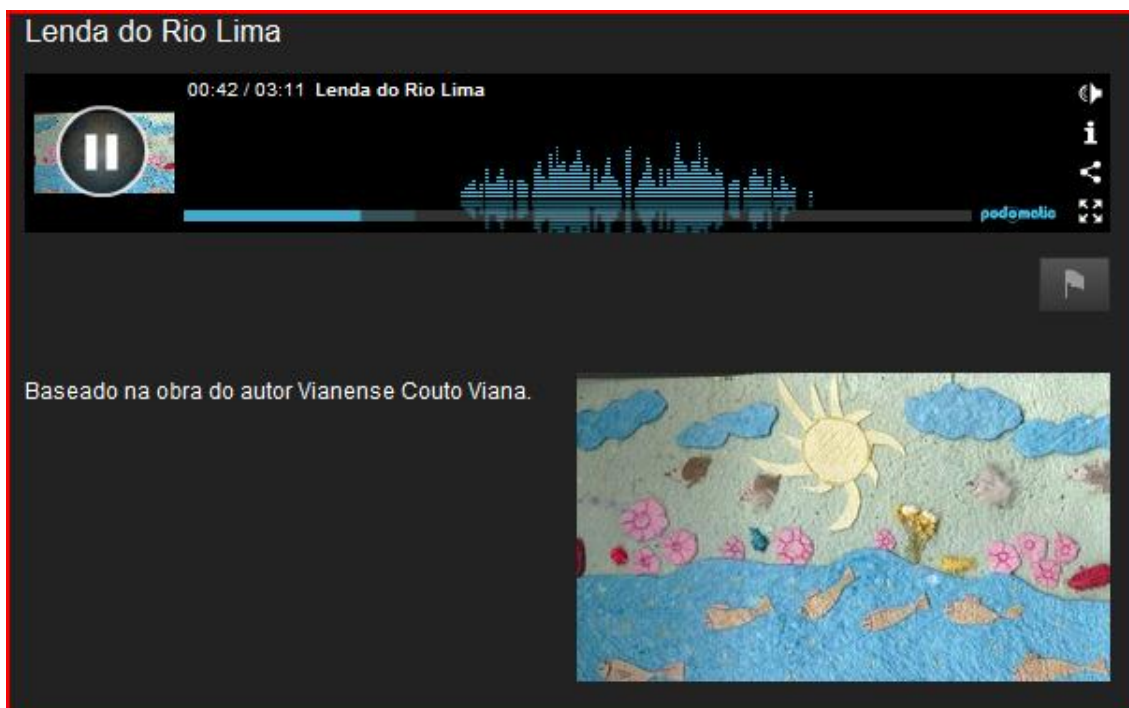 Lenda do Rio Lima
00:42 / 03:11 Lenda do Rio Lima
podomatic
Baseado na obra do autor Vianense Couto Viana.